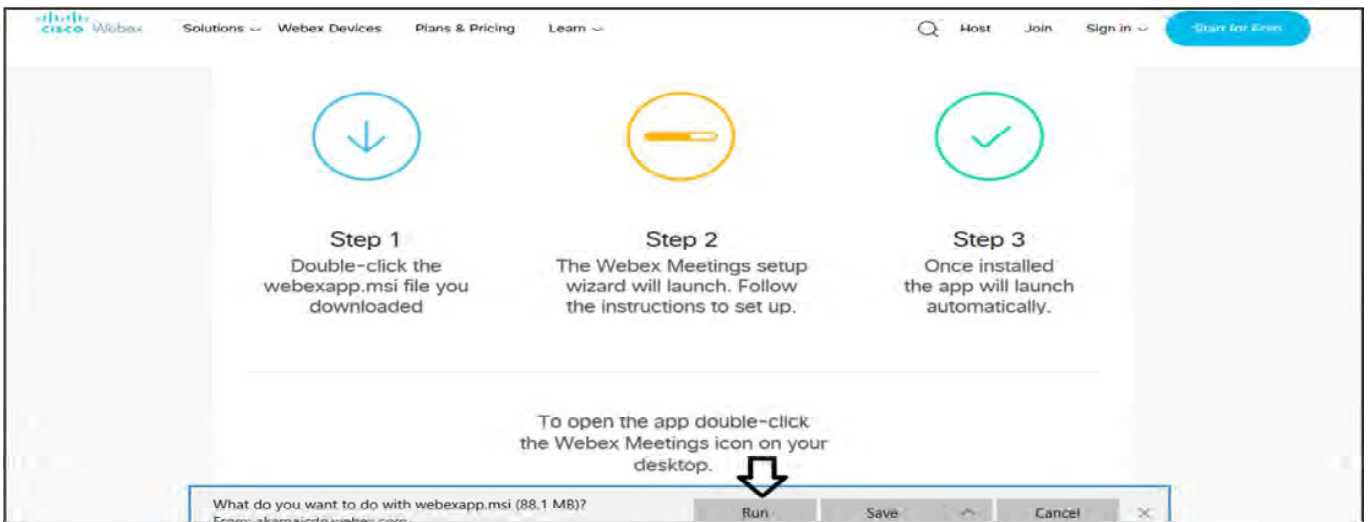 cisco Webex
Solutions Webex Devices Plans & Pricing Learn Host Join Sign in Start for Free
Step 1
Double-click the
webexapp.msi file you
downloaded
Step 2
The Webex Meetings setup
wizard will launch. Follow
the instructions to set up.
Step 3
Once installed
the app will launch
automatically.
To open the app double-click
the Webex Meetings icon on your
desktop.
What do you want to do with webexapp.msi (88.1 MB)?
From: akamaicdn.webex.com
Run Save Cancel